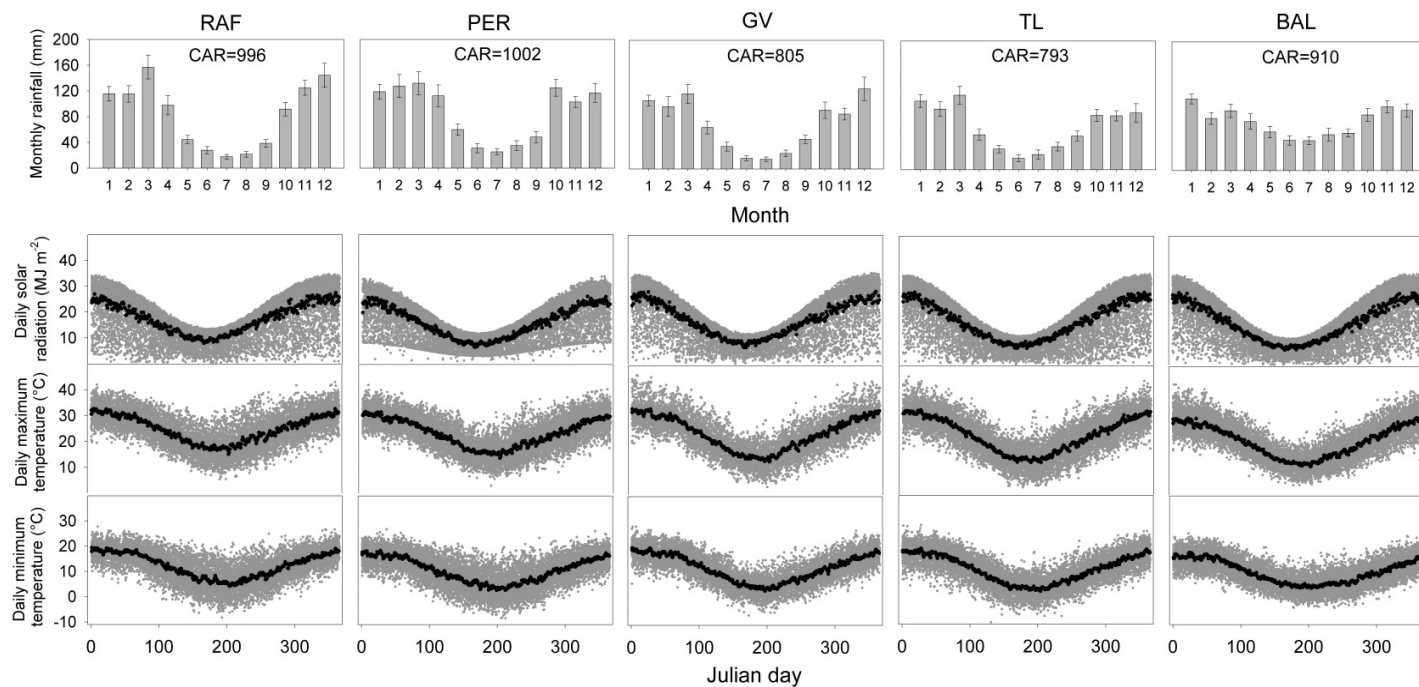 RAF PER GV TL BAL
Monthly rainfall (mm)
200
160
120
80
40
0
CAR=996 CAR=1002 CAR=805 CAR=793 CAR=910
1 2 3 4 5 6 7 8 9 10 11 12 1 2 3 4 5 6 7 8 9 10 11 12 1 2 3 4 5 6 7 8 9 10 11 12 1 2 3 4 5 6 7 8 9 10 11 12 1 2 3 4 5 6 7 8 9 10 11 12
Month
Daily solar
radiation (MJ m⁻²)
40
30
20
10
Daily maximum
temperature (°C)
40
30
20
10
Daily minimum
temperature (°C)
30
20
10
0
-10
0 100 200 300 0 100 200 300 0 100 200 300 0 100 200 300 0 100 200 300
Julian day